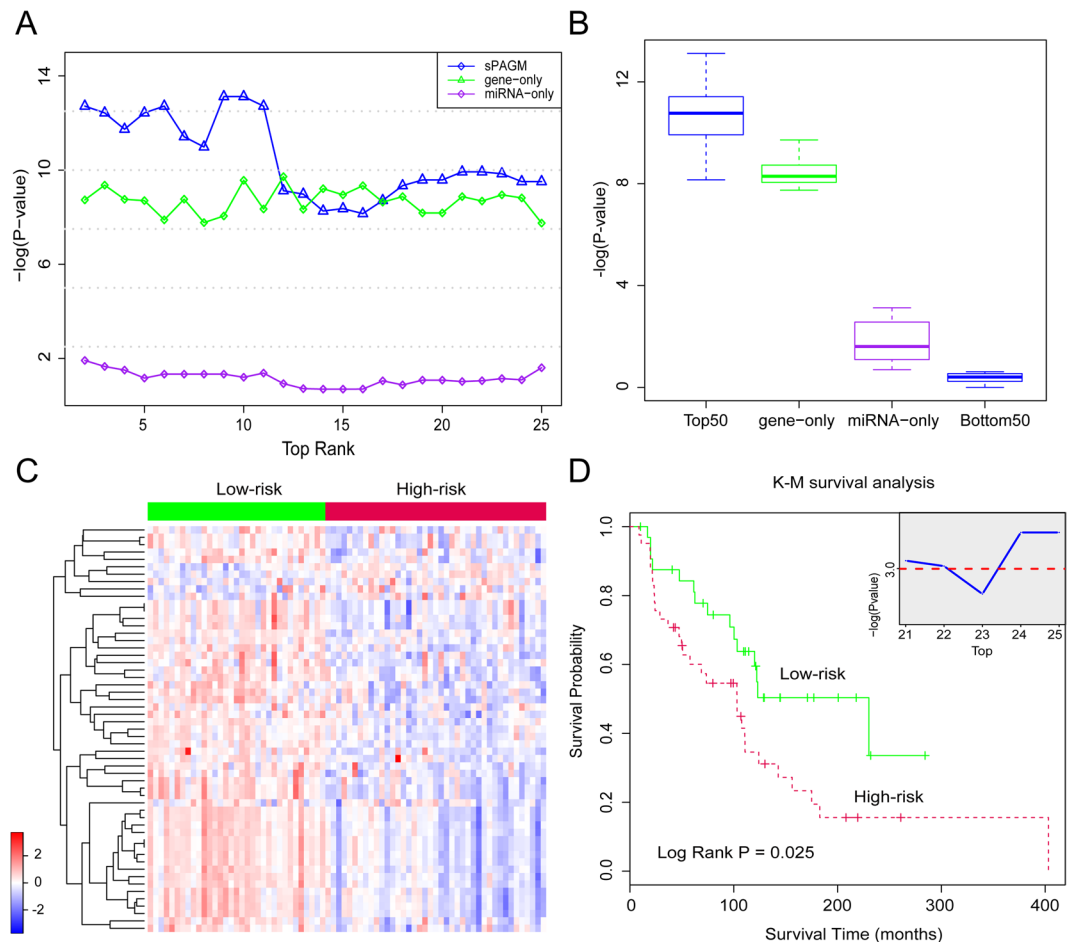 A
−log(P−value)
14
10
6
2
sPAGM
gene−only
miRNA−only
5
10
15
20
25
Top Rank
B
-log(P-value)
12
8
4
0
Top50
gene−only
miRNA−only
Bottom50
C
Low-risk
High-risk
2
0
-2
D
K-M survival analysis
Survival Probability
1.0
0.8
0.6
0.4
0.2
0.0
−log(Pvalue)
3.0
21
22
23
24
25
Top
Low-risk
High-risk
Log Rank P = 0.025
0
100
200
300
400
Survival Time (months)